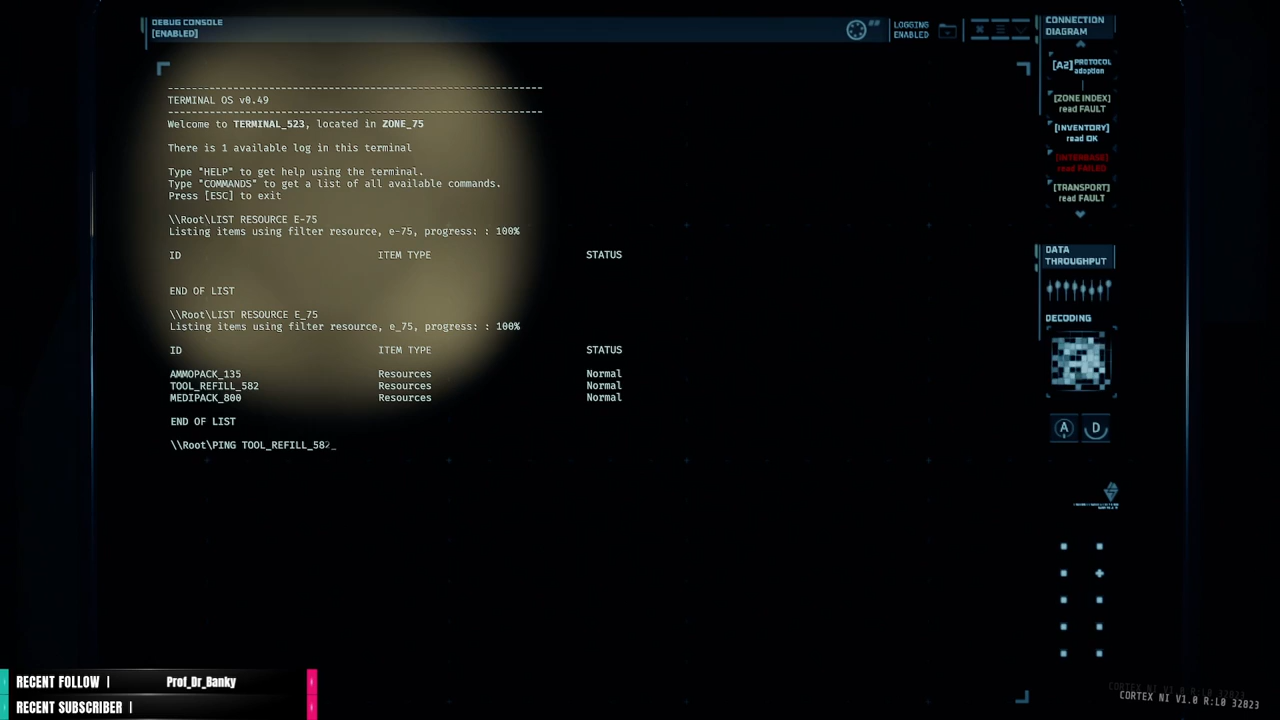 DEBUG CONSOLE
[ENABLED]
LOGGING
ENABLED
CONNECTION
DIAGRAM
[A2] PROTOCOL
adoption
[ZONE INDEX]
read FAULT
[INVENTORY]
read OK
[INTERBASE]
read FAILED
[TRANSPORT]
read FAULT
DATA
THROUGHPUT
DECODING
A D
-----------------------------------------------------------------
TERMINAL OS v0.49
-----------------------------------------------------------------
Welcome to TERMINAL_523, located in ZONE_75
There is 1 available log in this terminal
Type "HELP" to get help using the terminal.
Type "COMMANDS" to get a list of all available commands.
Press [ESC] to exit
\\Root\LIST RESOURCE E-75
Listing items using filter resource, e-75, progress: : 100%
ID ITEM TYPE STATUS
END OF LIST
\\Root\LIST RESOURCE E_75
Listing items using filter resource, e_75, progress: : 100%
ID ITEM TYPE STATUS
AMMOPACK_135 Resources Normal
TOOL_REFILL_582 Resources Normal
MEDIPACK_800 Resources Normal
END OF LIST
\\Root\PING TOOL_REFILL_582_
RECENT FOLLOW | Prof_Dr_Banky
RECENT SUBSCRIBER |
CORTEX NI V1.0 R:L0 32823